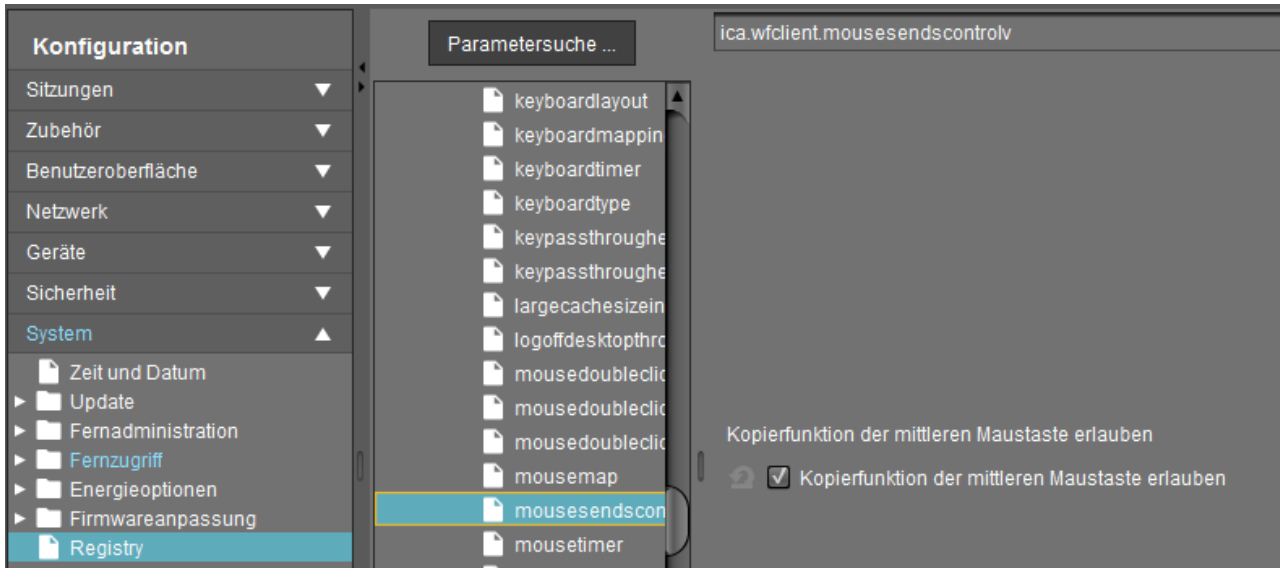 Konfiguration
Sitzungen
Zubehör
Benutzeroberfläche
Netzwerk
Geräte
Sicherheit
System
Zeit und Datum
Update
Fernadministration
Fernzugriff
Energieoptionen
Firmwareanpassung
Registry
Parametersuche ...
keyboardlayout
keyboardmappin
keyboardtimer
keyboardtype
keypassthroughe
keypassthroughe
largecachesizein
logoffdesktopthro
mousedoubleclic
mousedoubleclic
mousedoubleclic
mousemap
mousesendscon
mousetimer
ica.wfclient.mousesendscontrolv
Kopierfunktion der mittleren Maustaste erlauben
Kopierfunktion der mittleren Maustaste erlauben